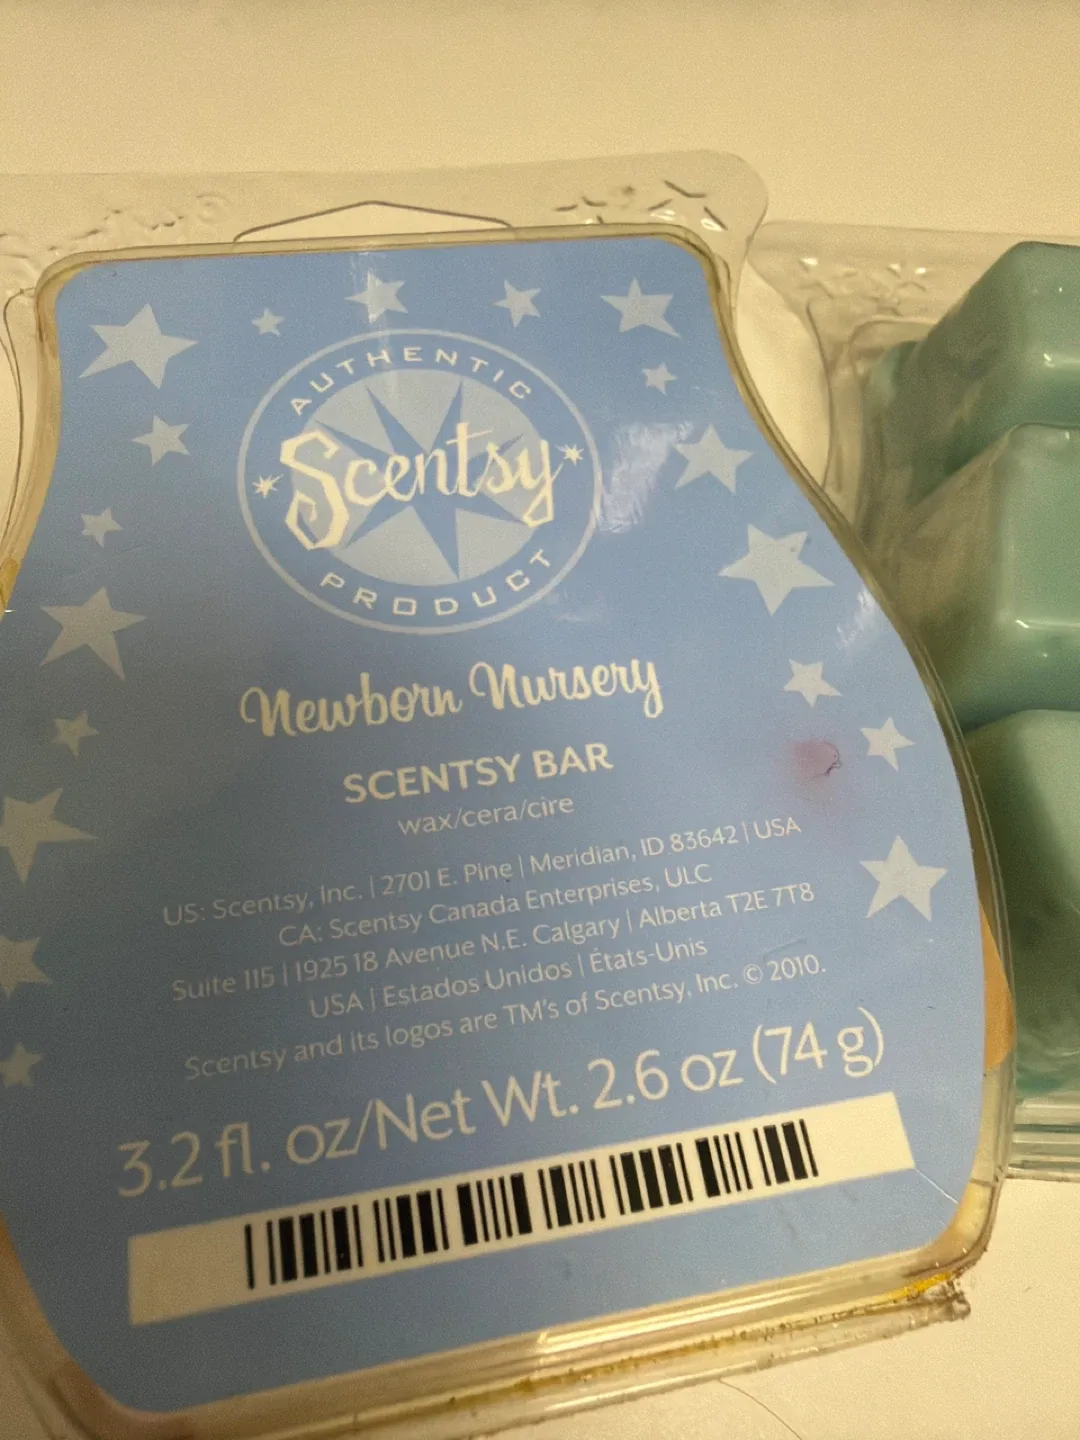 AUTHENTIC
Scentsy
PRODUCT
Newborn Nursery
SCENTSY BAR
wax/cera/cire
US: Scentsy, Inc. | 2701 E. Pine | Meridian, ID 83642 | USA
CA: Scentsy Canada Enterprises, ULC
Suite 115 | 1925 18 Avenue N.E. Calgary | Alberta T2E 7T8
USA | Estados Unidos | États-Unis
Scentsy and its logos are TM's of Scentsy, Inc. © 2010.
3.2 fl. oz/Net Wt. 2.6 oz (74 g)